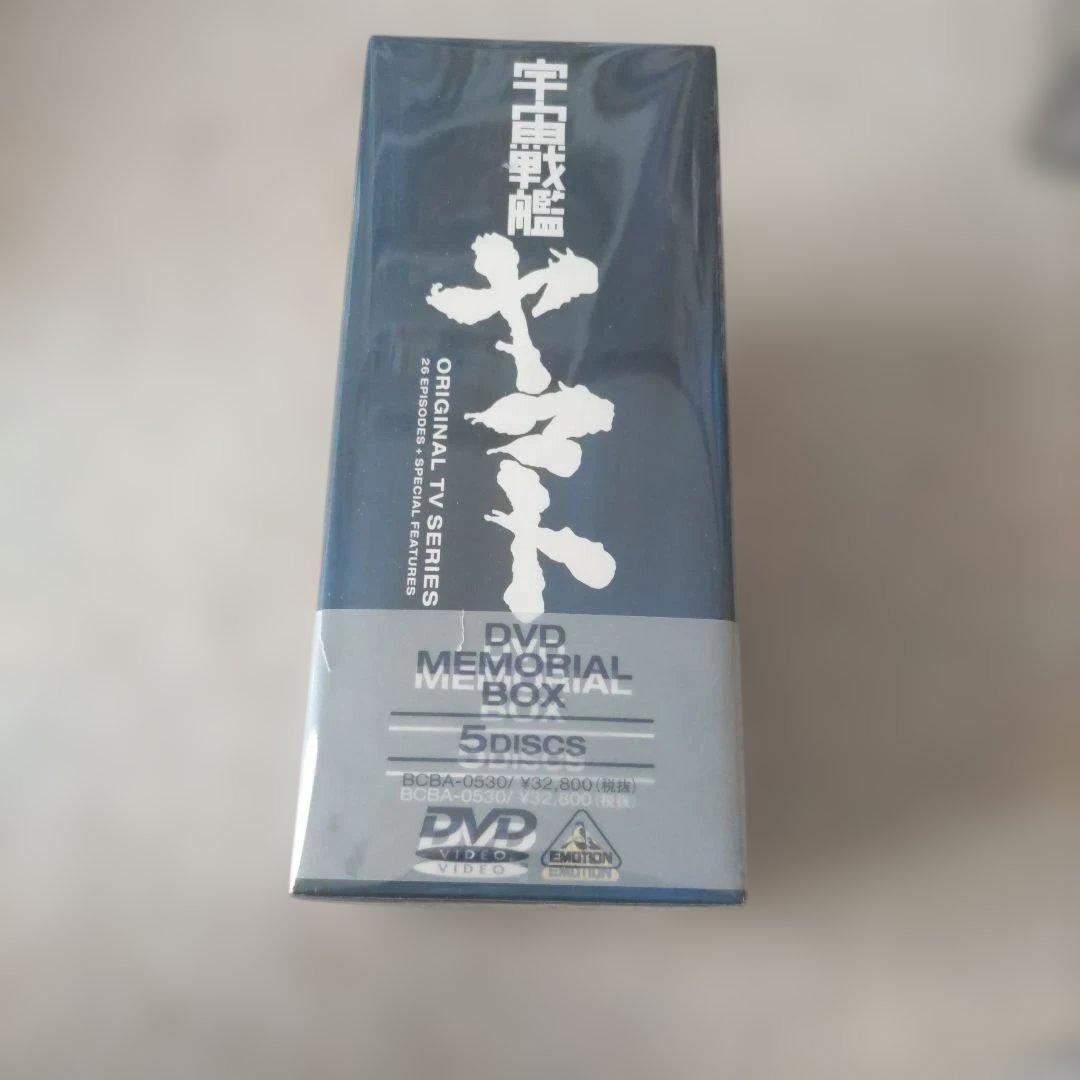 宇宙戦艦
ヤマト
ORIGINAL TV SERIES
26 EPISODES + SPECIAL FEATURES
DVD
MEMORIAL
BOX
5DISCS
BCBA-0530/ ¥32,800(税抜)
DVD
VIDEO
EMOTION